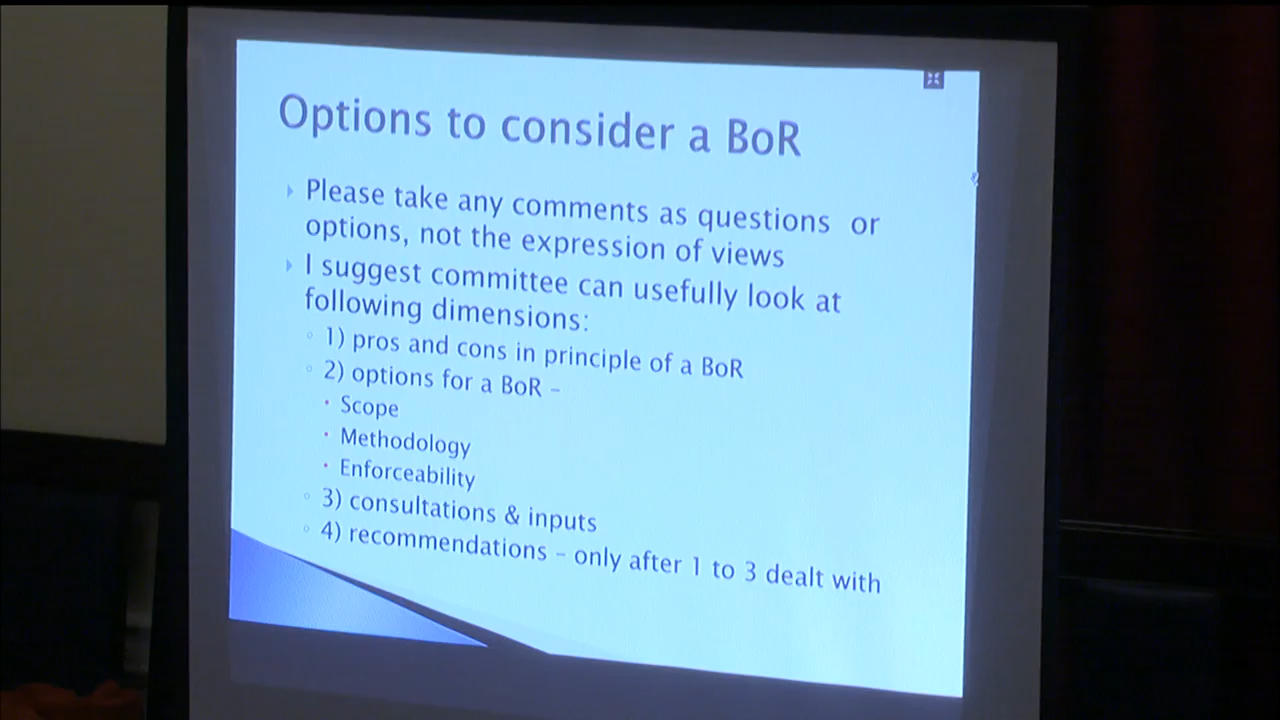 Options to consider a BoR
Please take any comments as questions or
options, not the expression of views
I suggest committee can usefully look at
following dimensions:
1) pros and cons in principle of a BoR
2) options for a BoR –
Scope
Methodology
Enforceability
3) consultations & inputs
4) recommendations – only after 1 to 3 dealt with